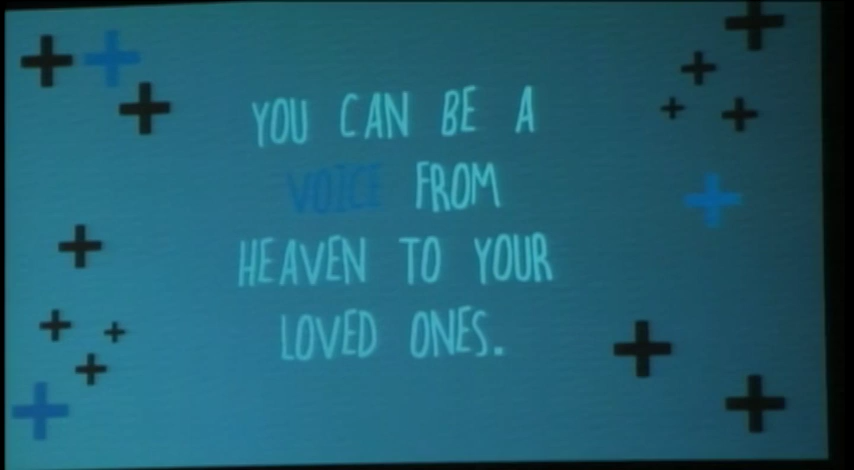 YOU CAN BE A
VOICE FROM
HEAVEN TO YOUR
LOVED ONES.